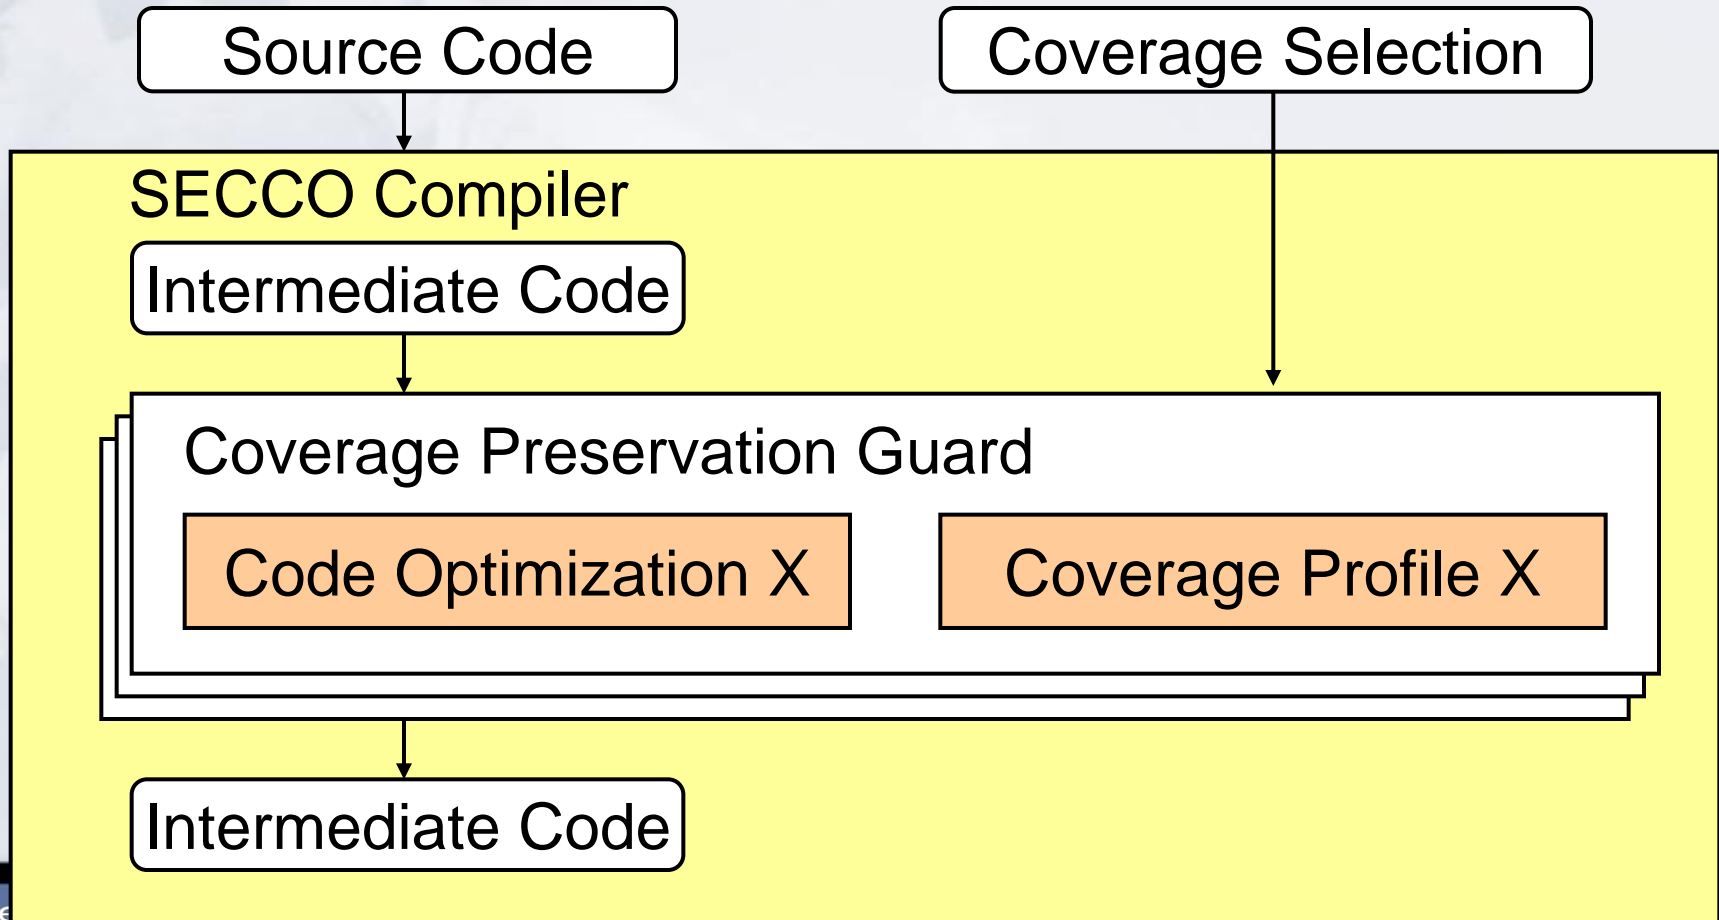 Source Code
Coverage Selection
SECCO Compiler
Intermediate Code
Coverage Preservation Guard
Code Optimization X
Coverage Profile X
Intermediate Code